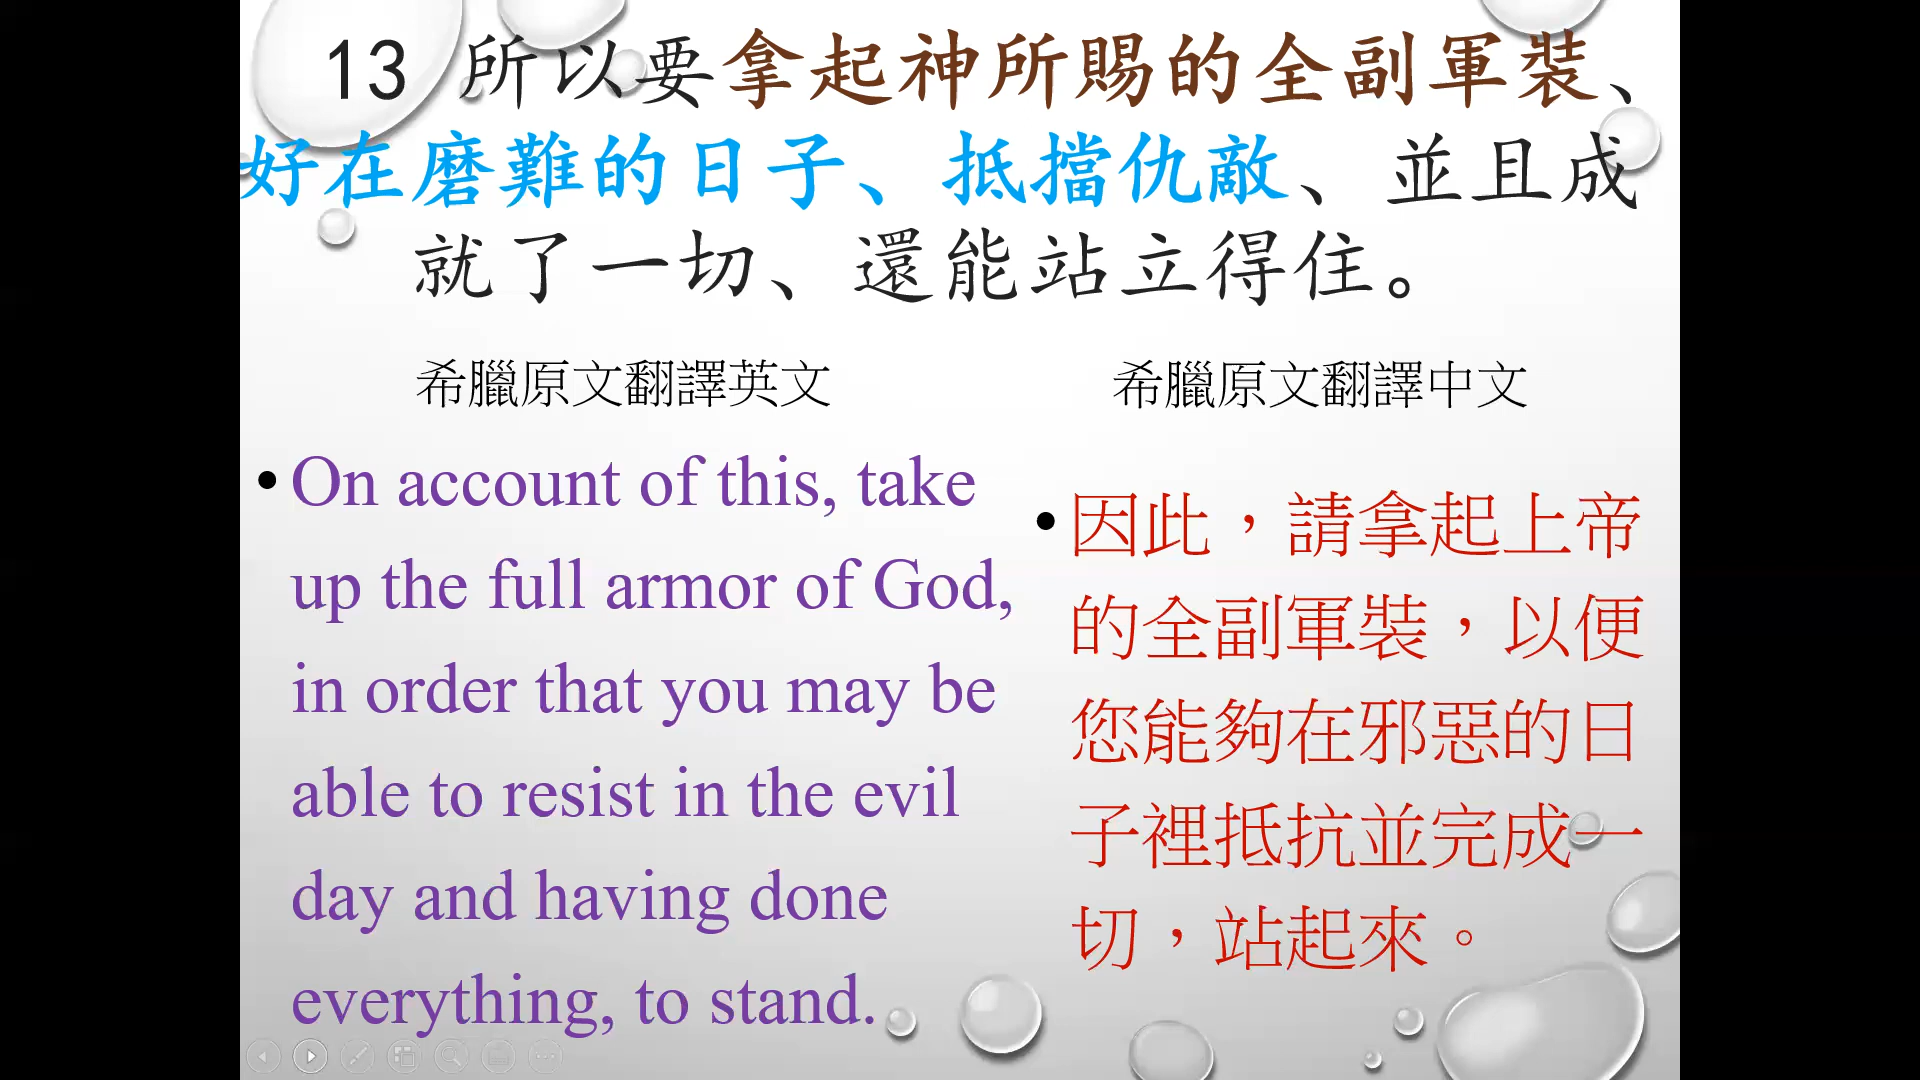 13 所以要拿起神所賜的全副軍裝、
好在磨難的日子、抵擋仇敵、並且成
就了一切、還能站立得住。
希臘原文翻譯英文
• On account of this, take
up the full armor of God,
in order that you may be
able to resist in the evil
day and having done
everything, to stand.
希臘原文翻譯中文
• 因此，請拿起上帝
的全副軍裝，以便
您能夠在邪惡的日
子裡抵抗並完成一
切，站起來。